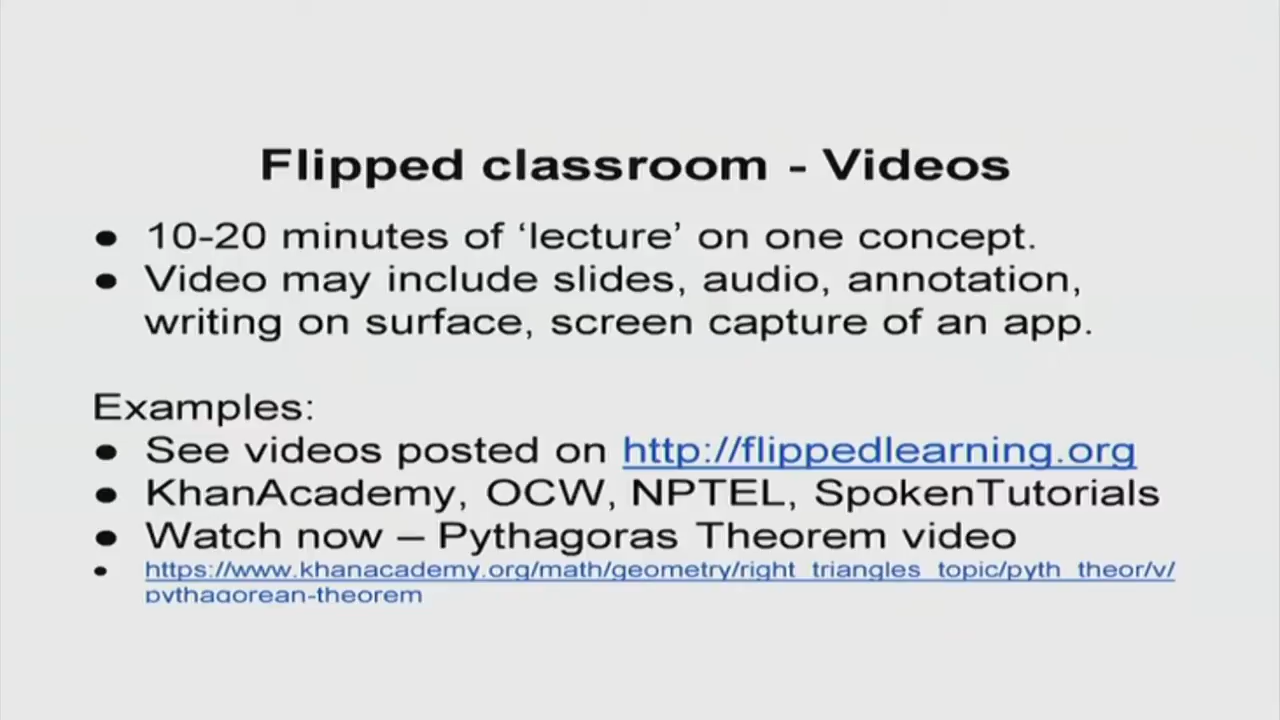 Flipped classroom - Videos
● 10-20 minutes of ‘lecture’ on one concept.
● Video may include slides, audio, annotation,
writing on surface, screen capture of an app.
Examples:
● See videos posted on http://flippedlearning.org
● KhanAcademy, OCW, NPTEL, SpokenTutorials
● Watch now – Pythagoras Theorem video
● https://www.khanacademy.org/math/geometry/right_triangles_topic/pyth_theor/v/
pythagorean-theorem